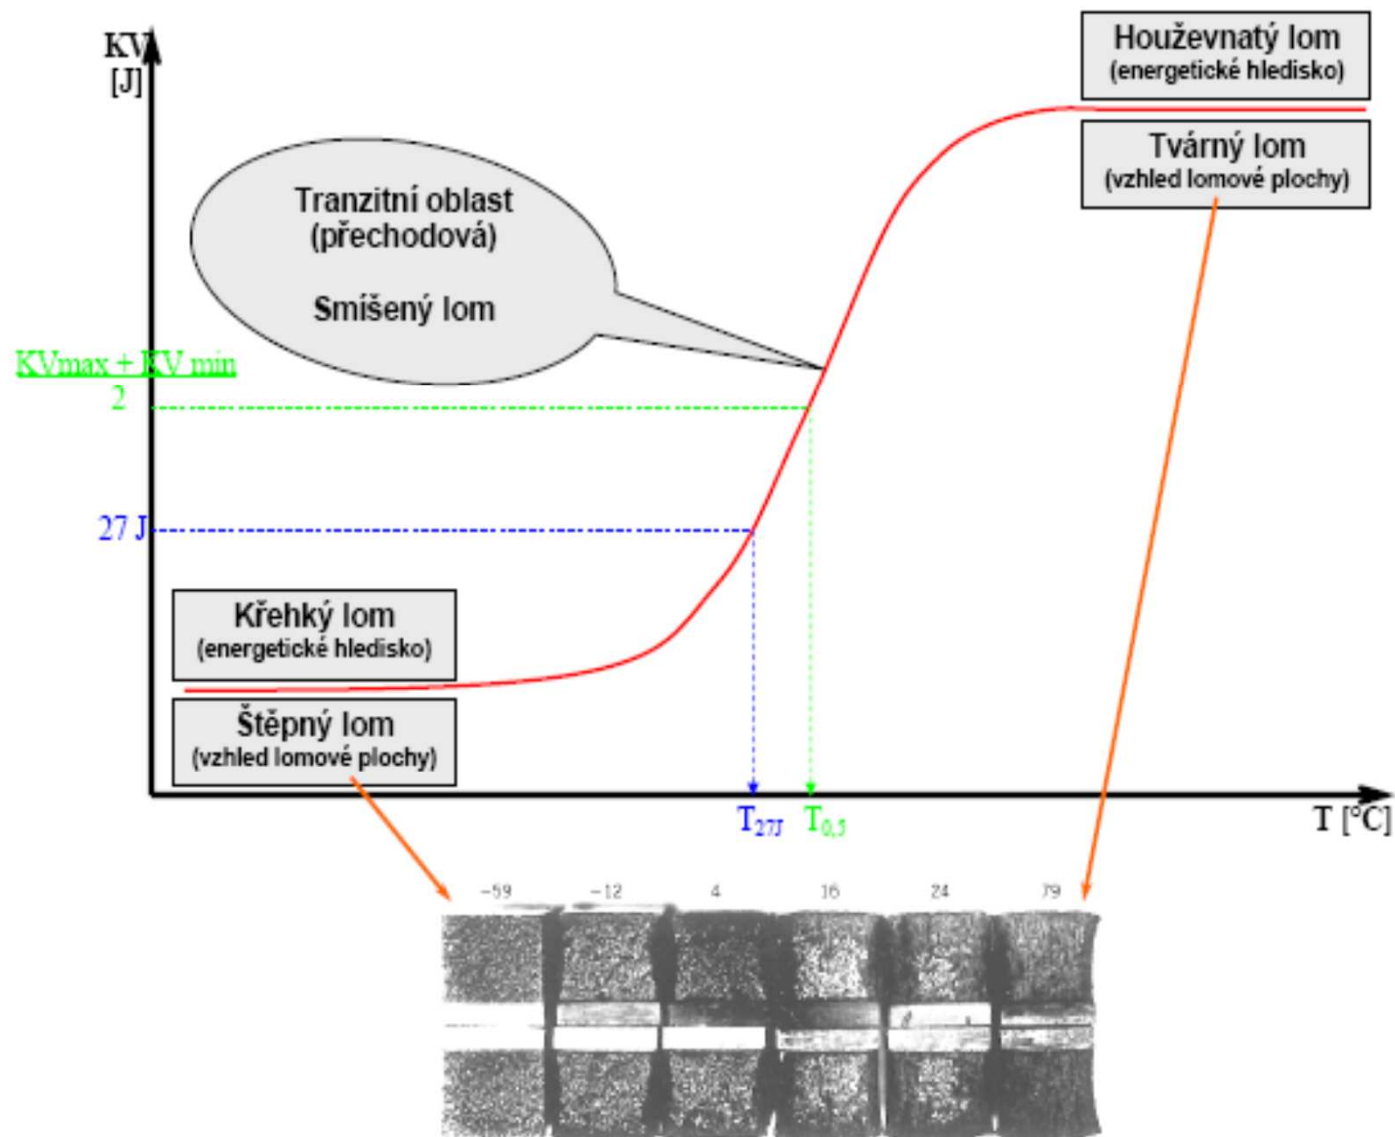 KV
[J]
Houževnatý lom
(energetické hledisko)
Tvárný lom
(vzhled lomové plochy)
Tranzitní oblast
(přechodová)
Smíšený lom
KVmax + KV min
2
27 J
Křehký lom
(energetické hledisko)
Štěpný lom
(vzhled lomové plochy)
T27J
T0,5
T [°C]
-59 -12 4 16 24 79